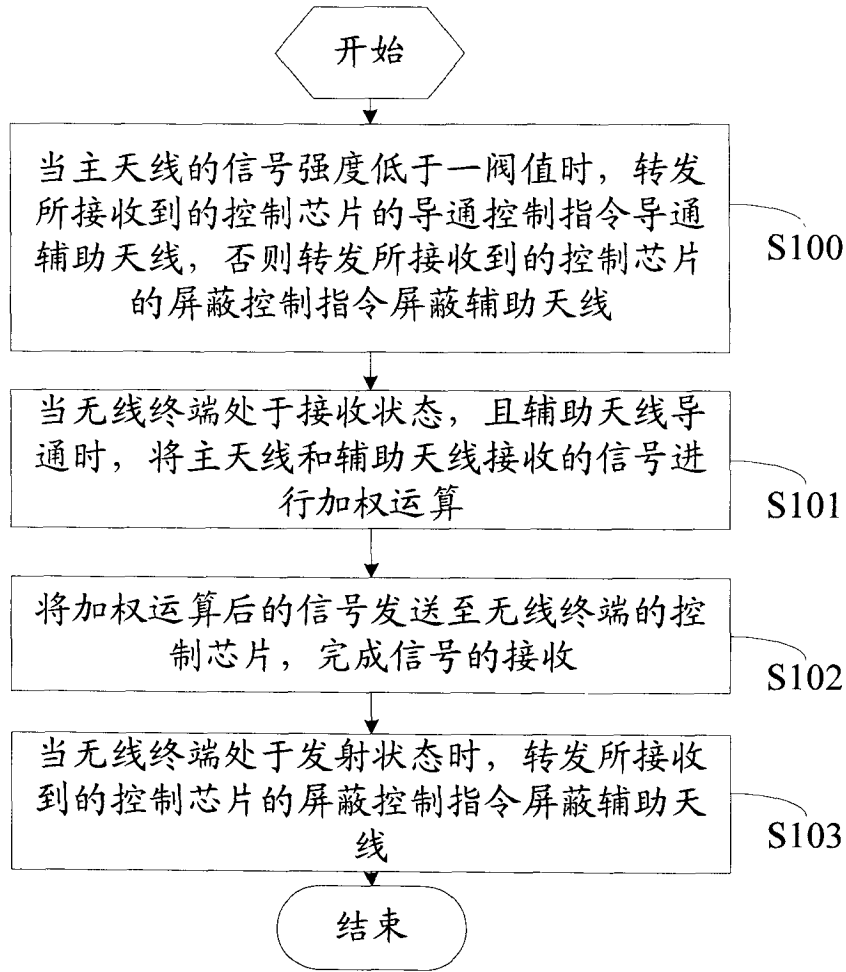 开始
当主天线的信号强度低于一阀值时，转发
所接收到的控制芯片的导通控制指令导通
辅助天线，否则转发所接收到的控制芯片
的屏蔽控制指令屏蔽辅助天线
S100
当无线终端处于接收状态，且辅助天线导
通时，将主天线和辅助天线接收的信号进
行加权运算
S101
将加权运算后的信号发送至无线终端的控
制芯片，完成信号的接收
S102
当无线终端处于发射状态时，转发所接收
到的控制芯片的屏蔽控制指令屏蔽辅助天
线
S103
结束